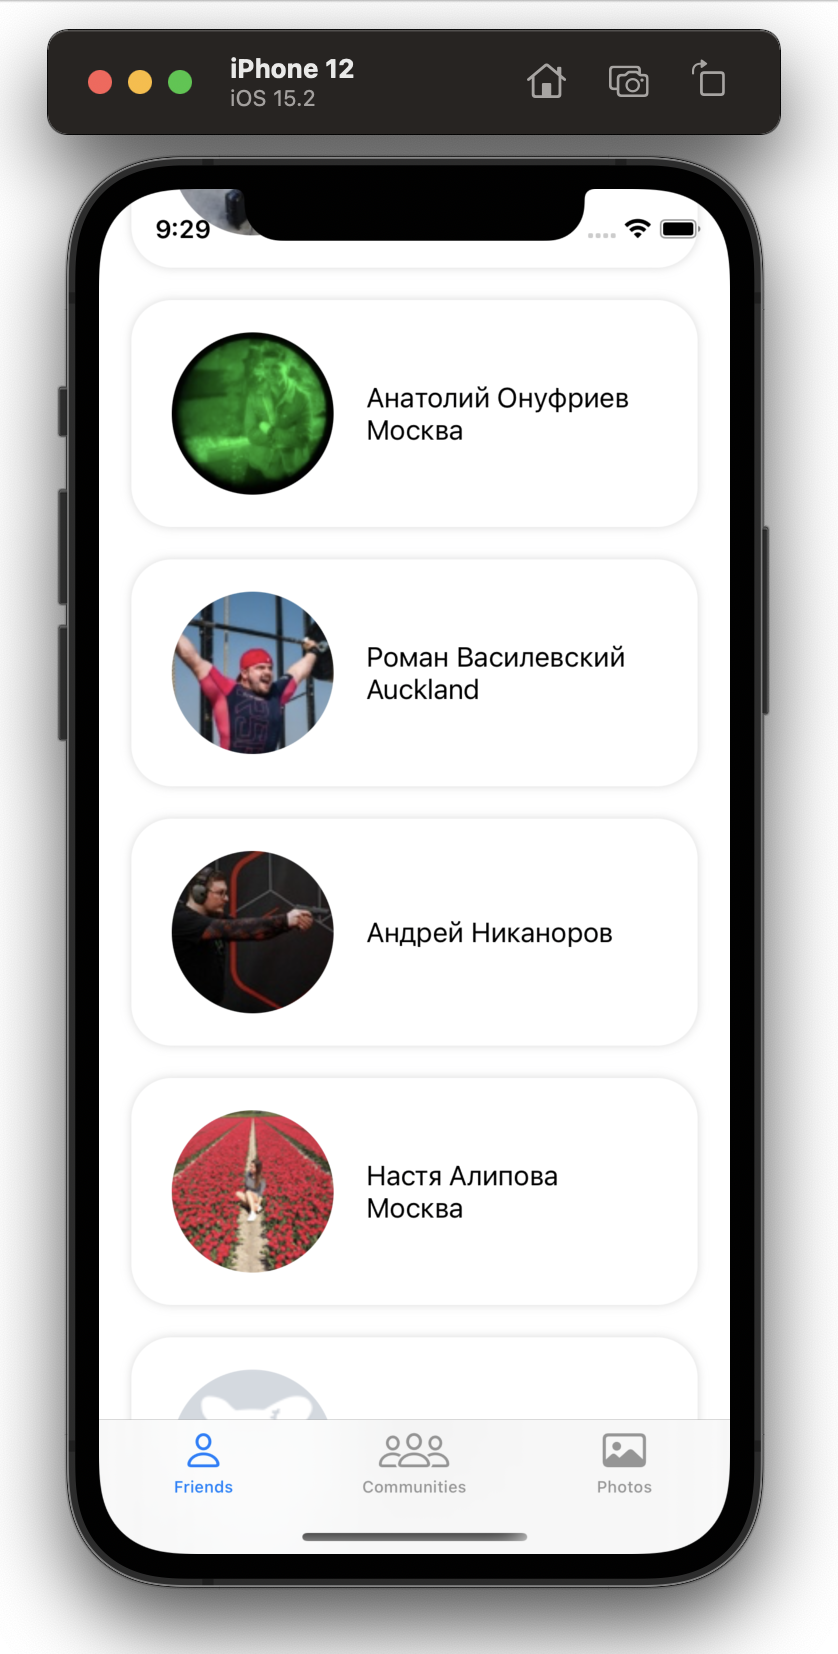 iPhone 12
iOS 15.2
9:29
Анатолий Онуфриев
Москва
Роман Василевский
Auckland
Андрей Никаноров
Настя Алипова
Москва
Friends
Communities
Photos